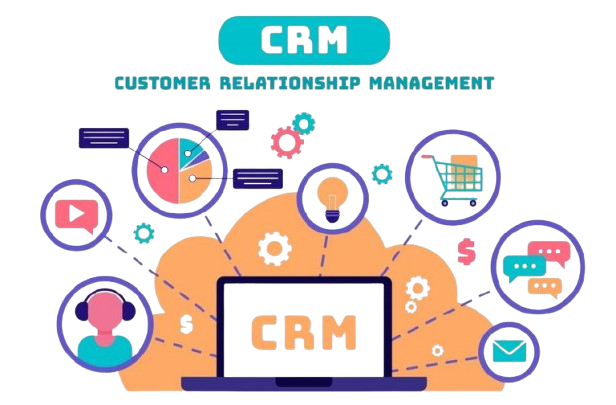 CRM
CUSTOMER RELATIONSHIP MANAGEMENT
$
$
CRM